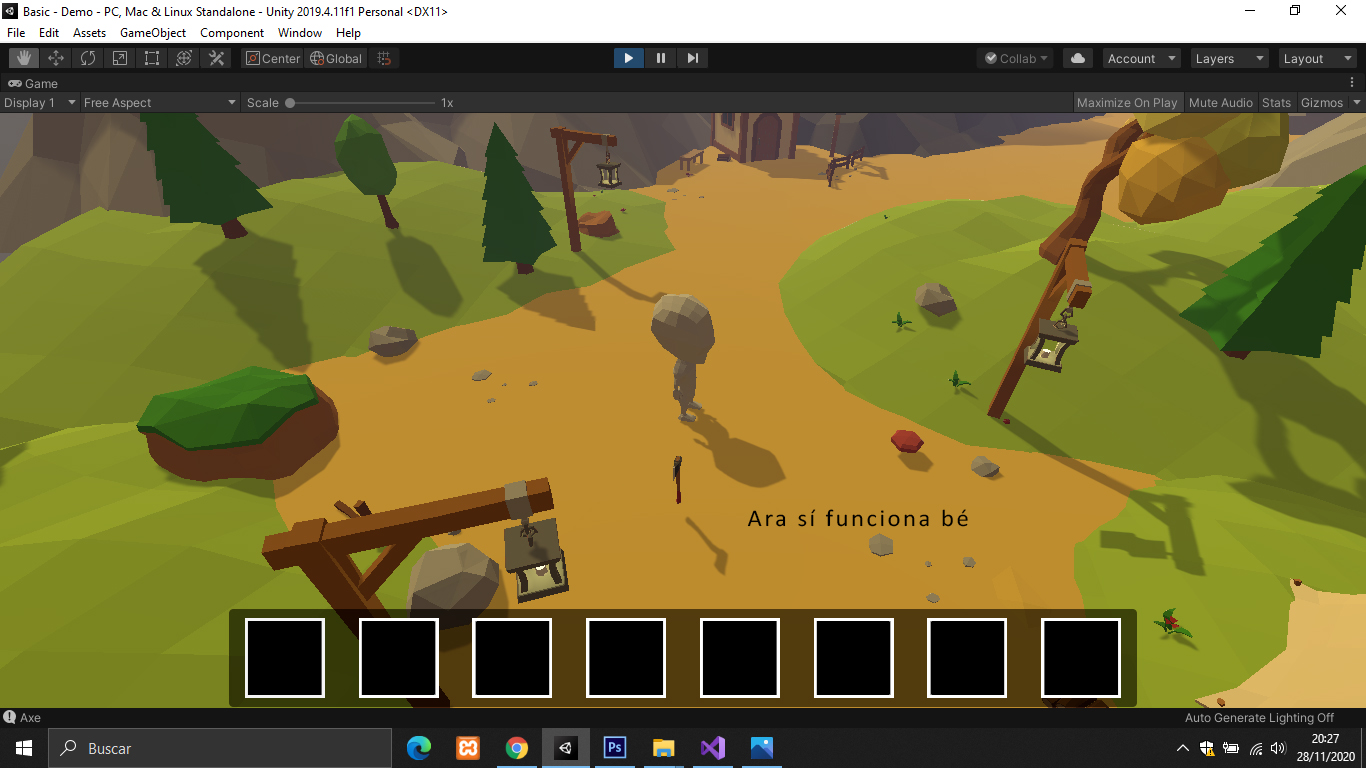 Basic - Demo - PC, Mac & Linux Standalone - Unity 2019.4.11f1 Personal <DX11>
File Edit Assets GameObject Component Window Help
Center Global Collab Account Layers Layout
Game
Display 1 Free Aspect Scale 1x Maximize On Play Mute Audio Stats Gizmos
Ara sí funciona bé
Axe Auto Generate Lighting Off
Buscar Ps 20:27
28/11/2020